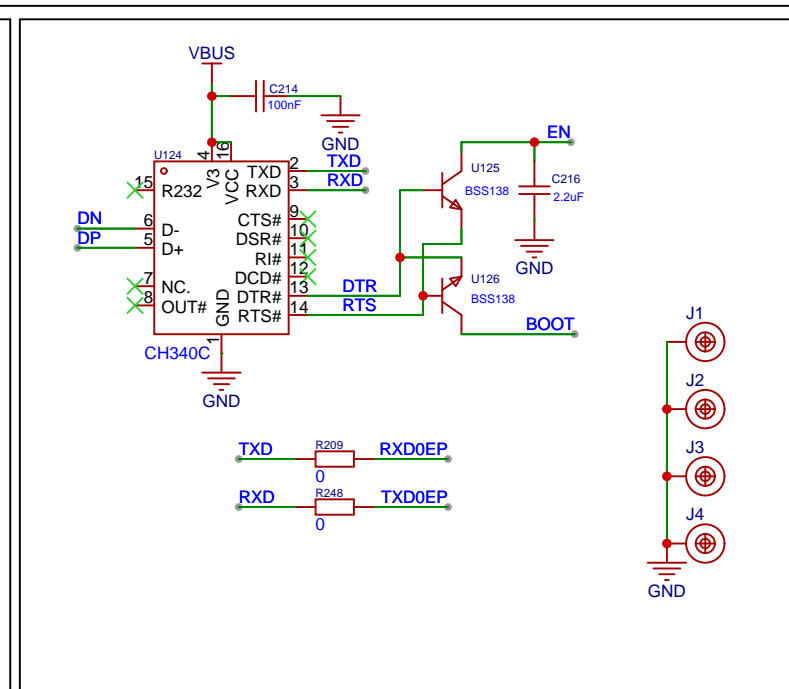 VBUS
C214
100nF
GND
U124
4
16
V3
VCC
15
R232
TXD
2
TXD
RXD
3
RXD
CTS#
9
DN
6
D-
DSR#
10
DP
5
D+
RI#
11
DCD#
12
7
NC.
DTR#
13
DTR
8
OUT#
RTS#
14
RTS
GND
1
CH340C
GND
EN
U125
BSS138
C216
2.2uF
GND
U126
BSS138
BOOT
J1
J2
J3
J4
GND
TXD
R209
RXD0EP
0
RXD
R248
TXD0EP
0